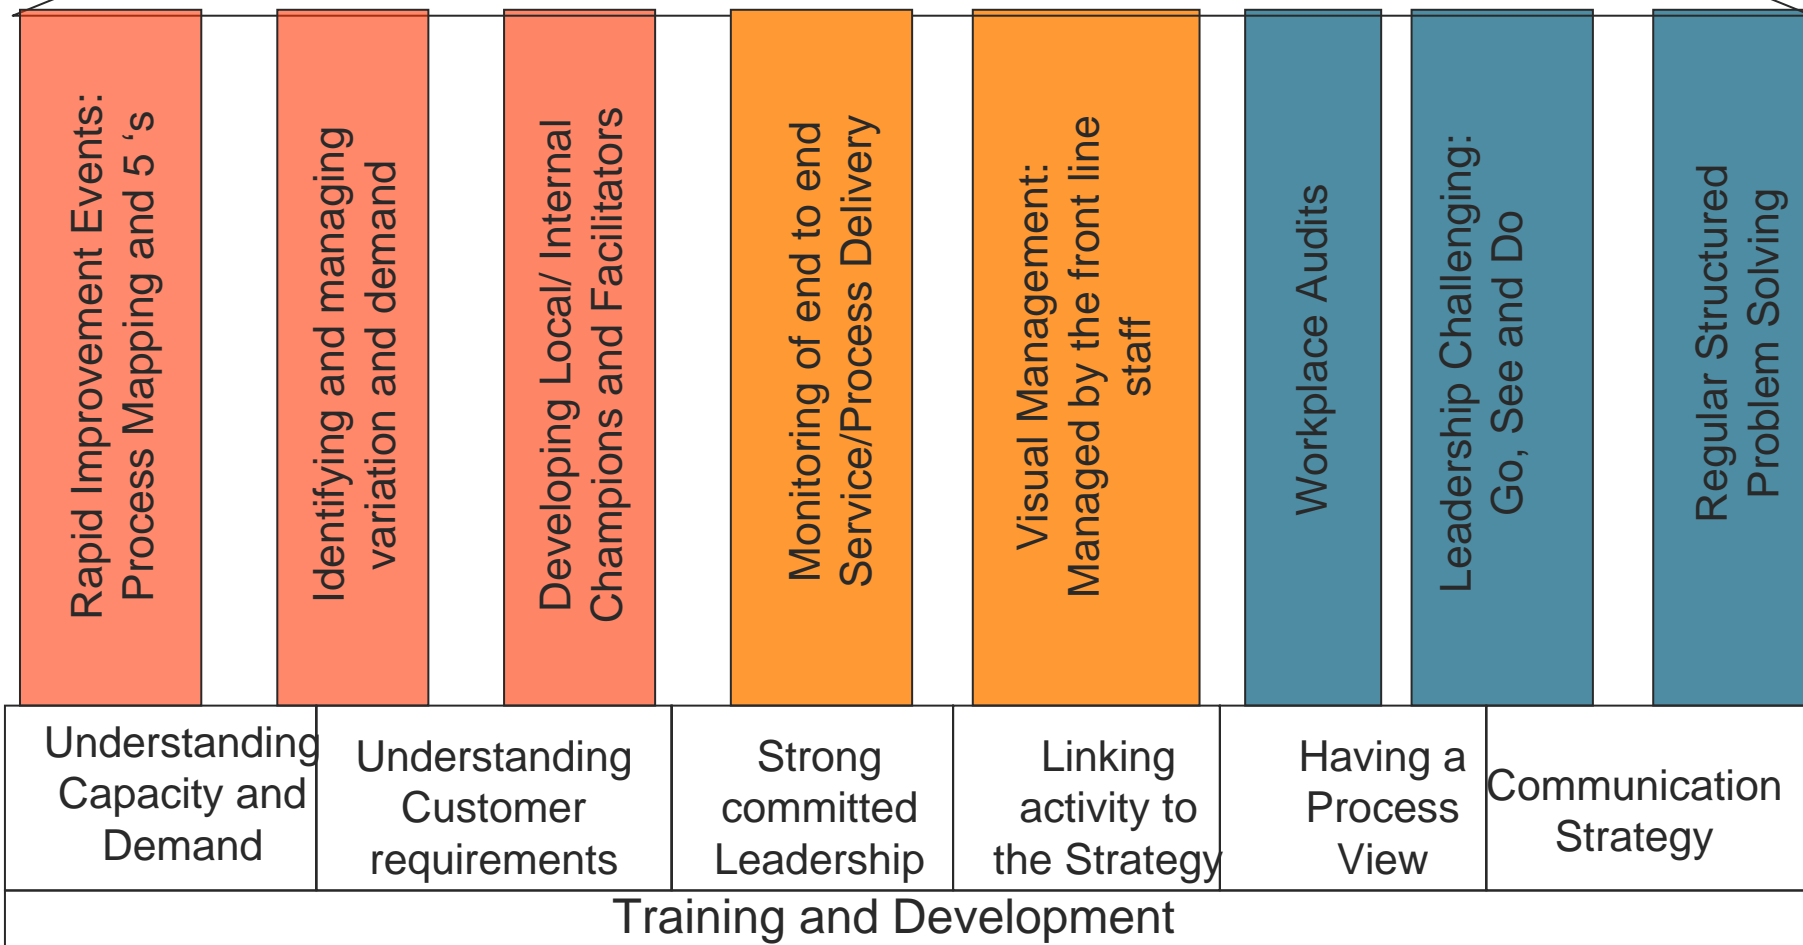 Rapid Improvement Events:
Process Mapping and 5 ‘s
Identifying and managing
variation and demand
Developing Local/ Internal
Champions and Facilitators
Monitoring of end to end
Service/Process Delivery
Visual Management:
Managed by the front line
staff
Workplace Audits
Leadership Challenging:
Go, See and Do
Regular Structured
Problem Solving
Understanding
Capacity and
Demand
Understanding
Customer
requirements
Strong
committed
Leadership
Linking
activity to
the Strategy
Having a
Process
View
Communication
Strategy
Training and Development